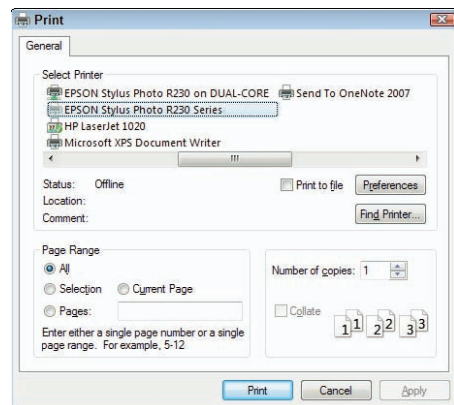 Print
General
Select Printer
EPSON Stylus Photo R230 on DUAL-CORE Send To OneNote 2007
EPSON Stylus Photo R230 Series
HP LaserJet 1020
Microsoft XPS Document Writer
Status: Offline Print to file Preferences
Location:
Comment: Find Printer...
Page Range
All Number of copies: 1
Selection Current Page
Pages: Collate
1 1 2 2 3 3
Enter either a single page number or a single
page range. For example, 5-12
Print Cancel Apply